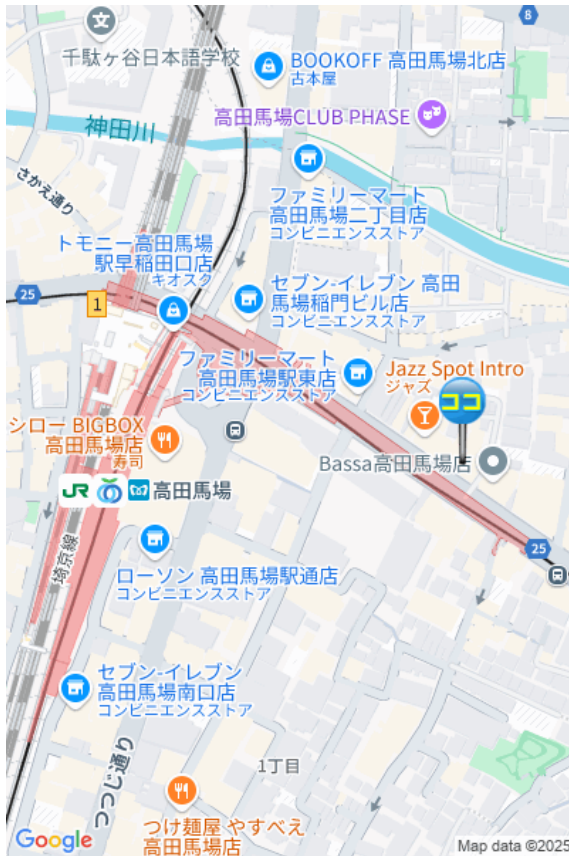 8
千駄ヶ谷日本語学校
BOOKOFF 高田馬場北店
古本屋
高田馬場CLUB PHASE
神田川
さかえ通り
ファミリーマート
高田馬場二丁目店
コンビニエンスストア
トモニー高田馬場
駅早稲田口店
キオスク
25
1
セブン-イレブン 高田
馬場稲門ビル店
コンビニエンスストア
ファミリーマート
高田馬場駅東店
コンビニエンスストア
Jazz Spot Intro
ジャズ
ココ
シロー BIGBOX
高田馬場店
寿司
Bassa高田馬場店
JR
高田馬場
埼京線
25
ローソン 高田馬場駅通店
コンビニエンスストア
セブン-イレブン
高田馬場南口店
コンビニエンスストア
つつじ通り
1丁目
つけ麺屋 やすべえ
高田馬場店
Google
Map data ©2025